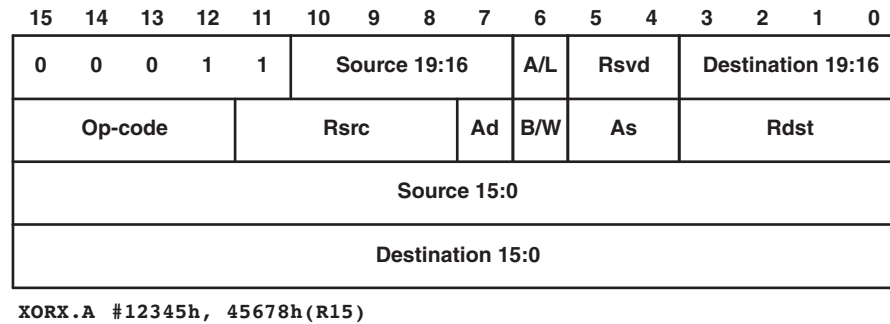 15 14 13 12 11 10 9 8 7 6 5 4 3 2 1 0
0 0 0 1 1 Source 19:16 A/L Rsvd Destination 19:16
Op-code Rsrc Ad B/W As Rdst
Source 15:0
Destination 15:0
XORX.A #12345h, 45678h(R15)